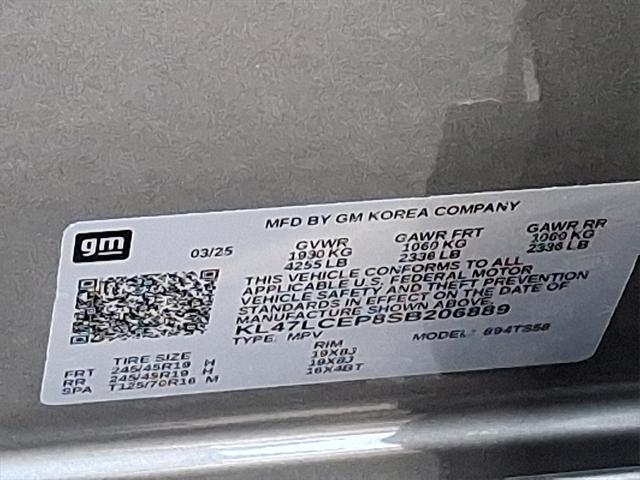 MFD BY GM KOREA COMPANY
gm
03/25
GVWR GAWR FRT GAWR RR
1930 KG 1060 KG 1060 KG
4255 LB 2336 LB 2336 LB
THIS VEHICLE CONFORMS TO ALL
APPLICABLE U.S. FEDERAL MOTOR
VEHICLE SAFETY AND THEFT PREVENTION
STANDARDS IN EFFECT ON THE DATE OF
MANUFACTURE SHOWN ABOVE.
KL47LCEP8SB206889
TYPE: MPV MODEL: 894TS58
TIRE SIZE RIM
FRT 245/45R19 H 19X8J
RR 245/45R19 H 19X8J
SPA T125/70R16 M 16X4BT